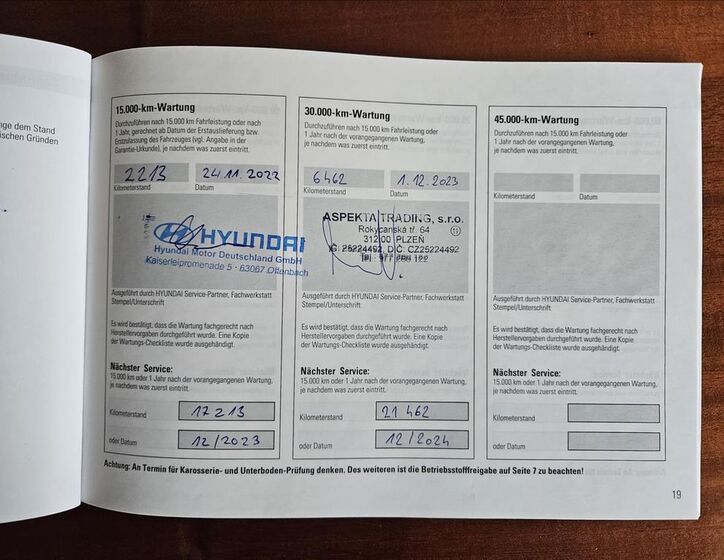 nge dem Stand
ischen Gründen
15.000-km-Wartung
Durchzuführen nach 15.000 km Fahrleistung oder nach
1 Jahr, gerechnet ab Datum der Erstauslieferung bzw.
Erstzulassung des Fahrzeuges (vgl. Angabe in der
Garantie-Urkunde), je nachdem was zuerst eintritt.
2213 24.11.2022
Kilometerstand Datum
HYUNDAI
Hyundai Motor Deutschland GmbH
Kaiserleipromenade 5 · 63067 Offenbach
Ausgeführt durch HYUNDAI Service-Partner, Fachwerkstatt
Stempel/Unterschrift
Es wird bestätigt, dass die Wartung fachgerecht nach
Herstellervorgaben durchgeführt wurde. Eine Kopie
der Wartungs-Checkliste wurde ausgehändigt.
Nächster Service:
15.000 km oder 1 Jahr nach der vorangegangenen Wartung,
je nachdem was zuerst eintritt.
Kilometerstand 17213
oder Datum 12/2023
30.000-km-Wartung
Durchzuführen nach 15.000 km Fahrleistung oder
1 Jahr nach der vorangegangenen Wartung,
je nachdem was zuerst eintritt.
6462 1.12.2023
Kilometerstand Datum
ASPEKTA TRADING, s.r.o.
Rokycanská tř. 64
312 00 PLZEŇ
IČ: 25224492, DIČ: CZ25224492
Ausgeführt durch HYUNDAI Service-Partner, Fachwerkstatt
Stempel/Unterschrift
Es wird bestätigt, dass die Wartung fachgerecht nach
Herstellervorgaben durchgeführt wurde. Eine Kopie
der Wartungs-Checkliste wurde ausgehändigt.
Nächster Service:
15.000 km oder 1 Jahr nach der vorangegangenen Wartung,
je nachdem was zuerst eintritt.
Kilometerstand 21 462
oder Datum 12/2024
45.000-km-Wartung
Durchzuführen nach 15.000 km Fahrleistung oder
1 Jahr nach der vorangegangenen Wartung,
je nachdem was zuerst eintritt.
Kilometerstand Datum
Ausgeführt durch HYUNDAI Service-Partner, Fachwerkstatt
Stempel/Unterschrift
Es wird bestätigt, dass die Wartung fachgerecht nach
Herstellervorgaben durchgeführt wurde. Eine Kopie
der Wartungs-Checkliste wurde ausgehändigt.
Nächster Service:
15.000 km oder 1 Jahr nach der vorangegangenen Wartung,
je nachdem was zuerst eintritt.
Kilometerstand
oder Datum
Achtung: An Termin für Karosserie- und Unterboden-Prüfung denken. Des weiteren ist die Betriebsstofffreigabe auf Seite 7 zu beachten!
19